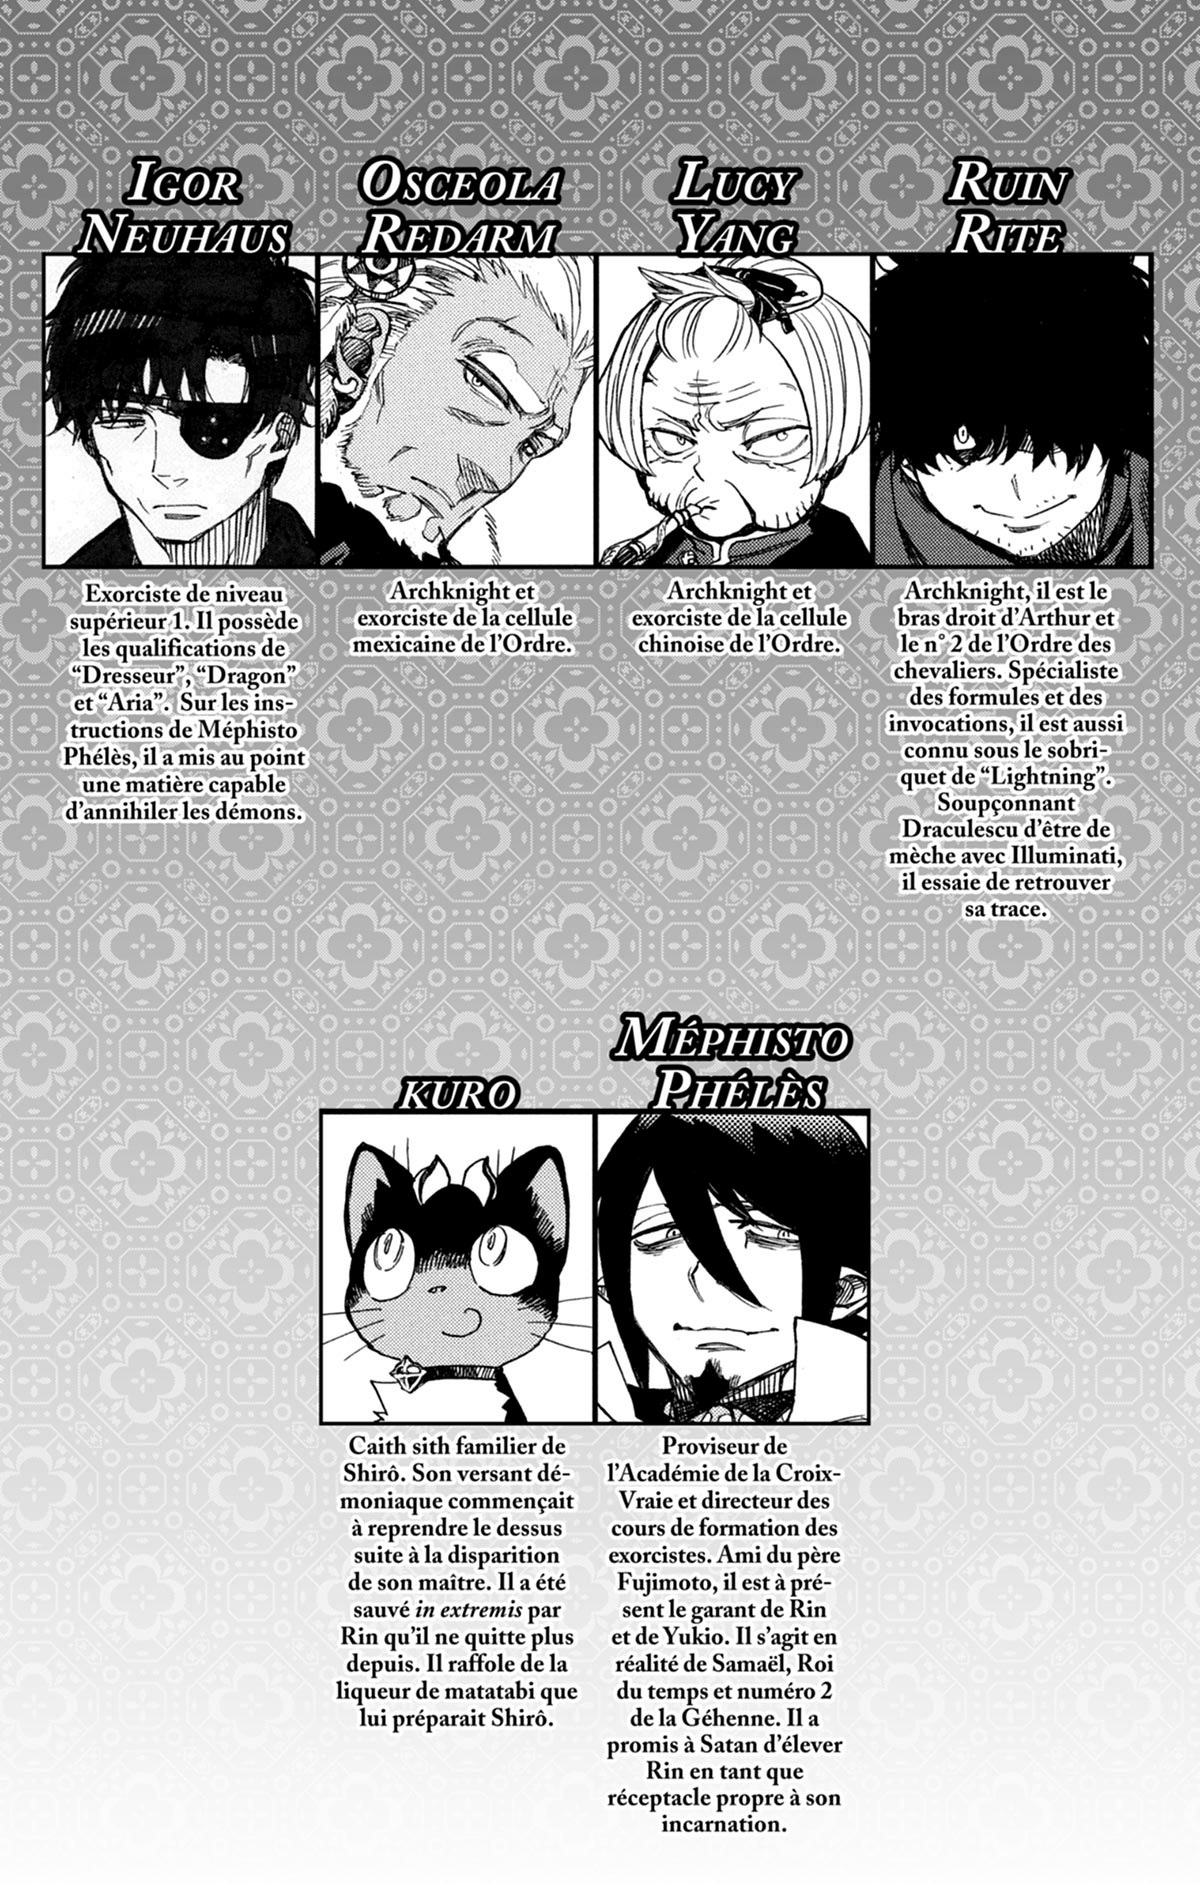 IGOR
NEUHAUS
Exorciste de niveau
supérieur 1. Il possède
les qualifications de
“Dresseur”, “Dragon”
et “Aria”. Sur les ins-
tructions de Méphisto
Phélès, il a mis au point
une matière capable
d’annihiler les démons.
OSCEOLA
REDARM
Archknight et
exorciste de la cellule
mexicaine de l’Ordre.
LUCY
YANG
Archknight et
exorciste de la cellule
chinoise de l’Ordre.
RUIN
RITE
Archknight, il est le
bras droit d’Arthur et
le n°2 de l’Ordre des
chevaliers. Spécialiste
des formules et des
invocations, il est aussi
connu sous le sobri-
quet de “Lightning”.
Soupçonnant
Draculescu d’être de
mèche avec Illuminati,
il essaie de retrouver
sa trace.
KURO
Caith sith familier de
Shirô. Son versant dé-
moniaque commençait
à reprendre le dessus
suite à la disparition
de son maître. Il a été
sauvé in extremis par
Rin qu’il ne quitte plus
depuis. Il raffole de la
liqueur de matatabi que
lui préparait Shirô.
MÉPHISTO
PHÉLÈS
Proviseur de
l’Académie de la Croix-
Vraie et directeur des
cours de formation des
exorcistes. Ami du père
Fujimoto, il est à pré-
sent le garant de Rin
et de Yukio. Il s’agit en
réalité de Samaël, Roi
du temps et numéro 2
de la Géhenne. Il a
promis à Satan d’élever
Rin en tant que
réceptacle propre à son
incarnation.